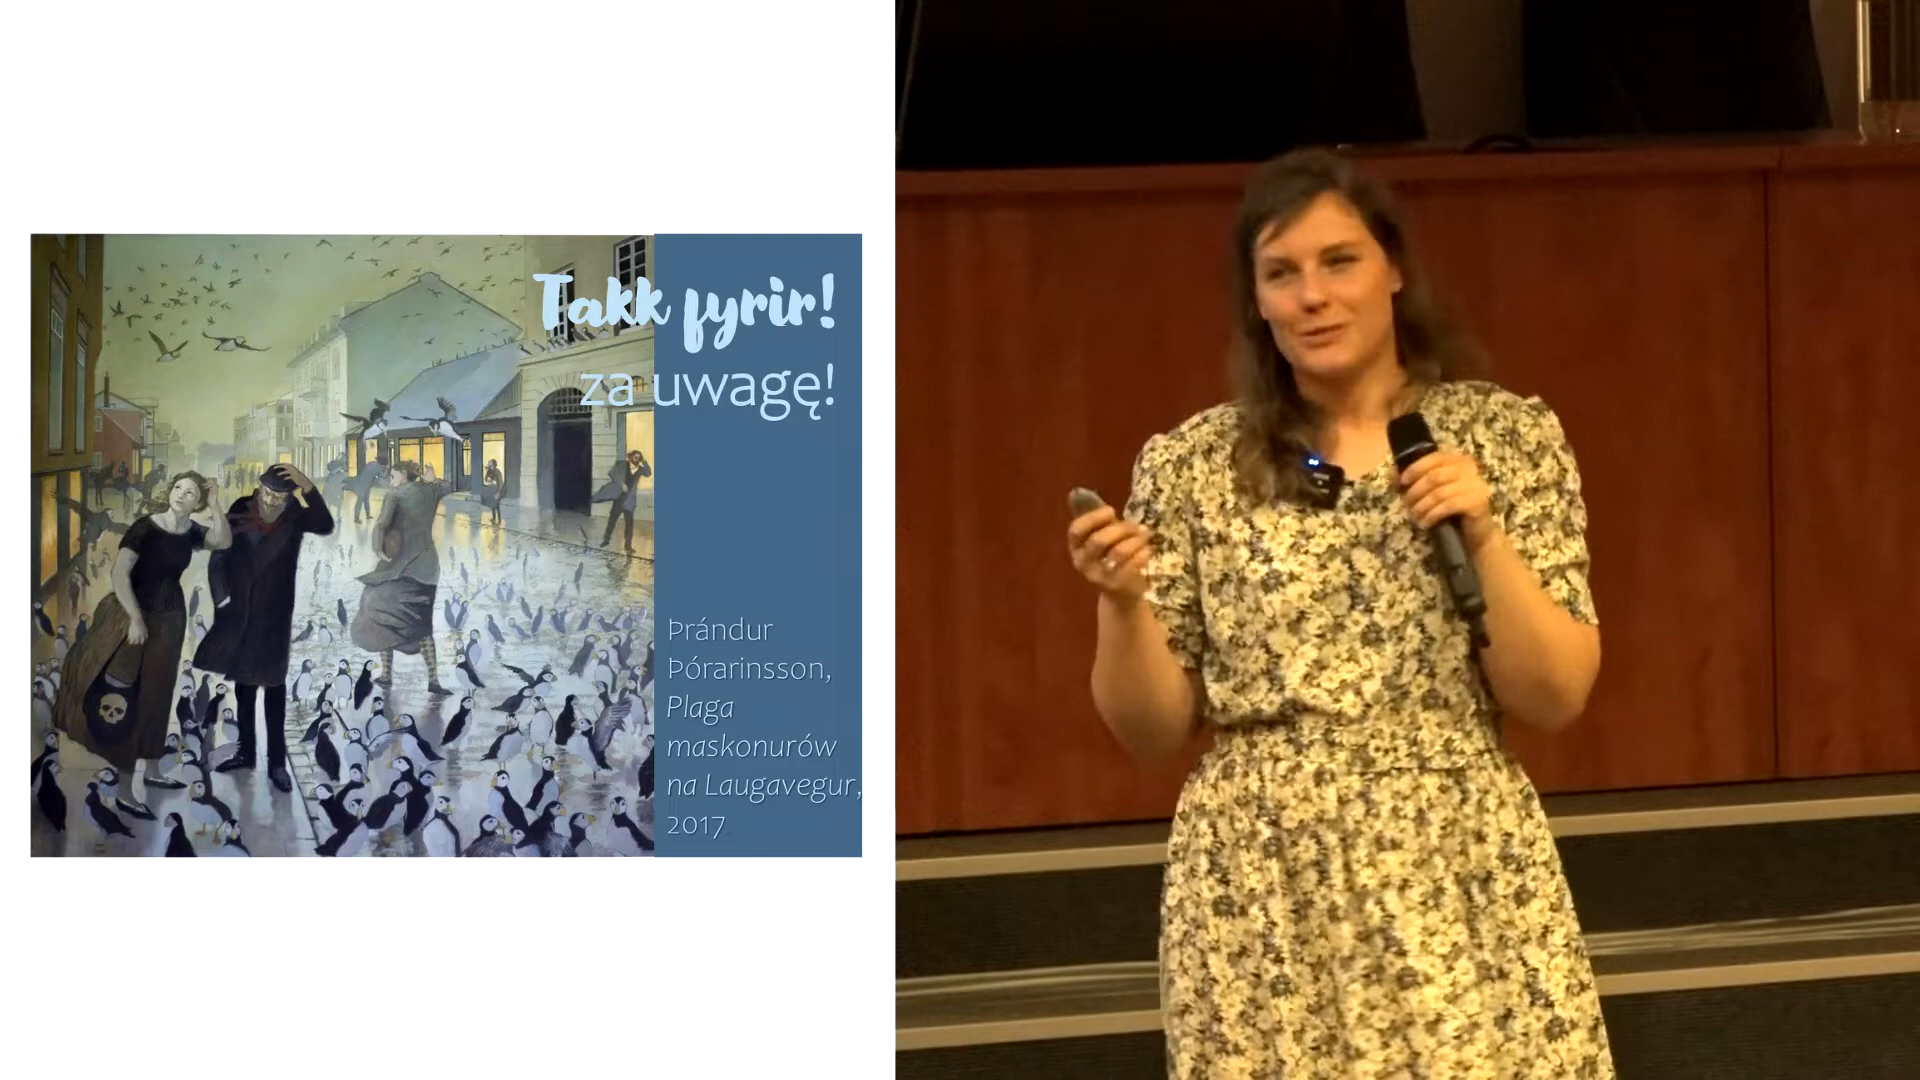 Takk fyrir!
za uwagę!
Þrándur
Þórarinsson,
Plaga
maskonurów
na Laugavegur,
2017